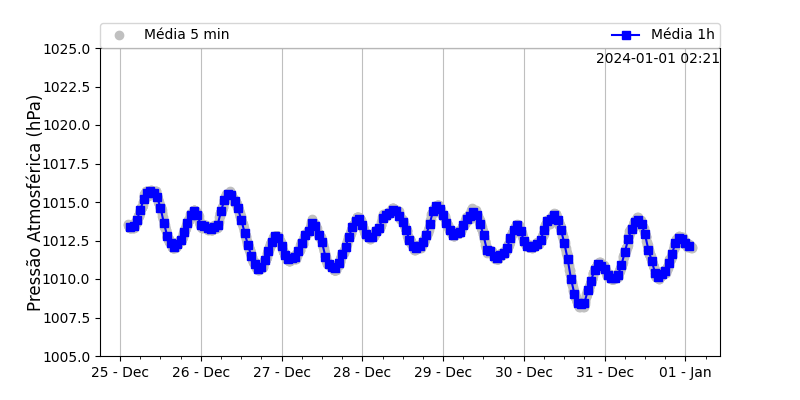 Média 5 min
Média 1h
2024-01-01 02:21
Pressão Atmosférica (hPa)
1025.0
1022.5
1020.0
1017.5
1015.0
1012.5
1010.0
1007.5
1005.0
25 - Dec
26 - Dec
27 - Dec
28 - Dec
29 - Dec
30 - Dec
31 - Dec
01 - Jan